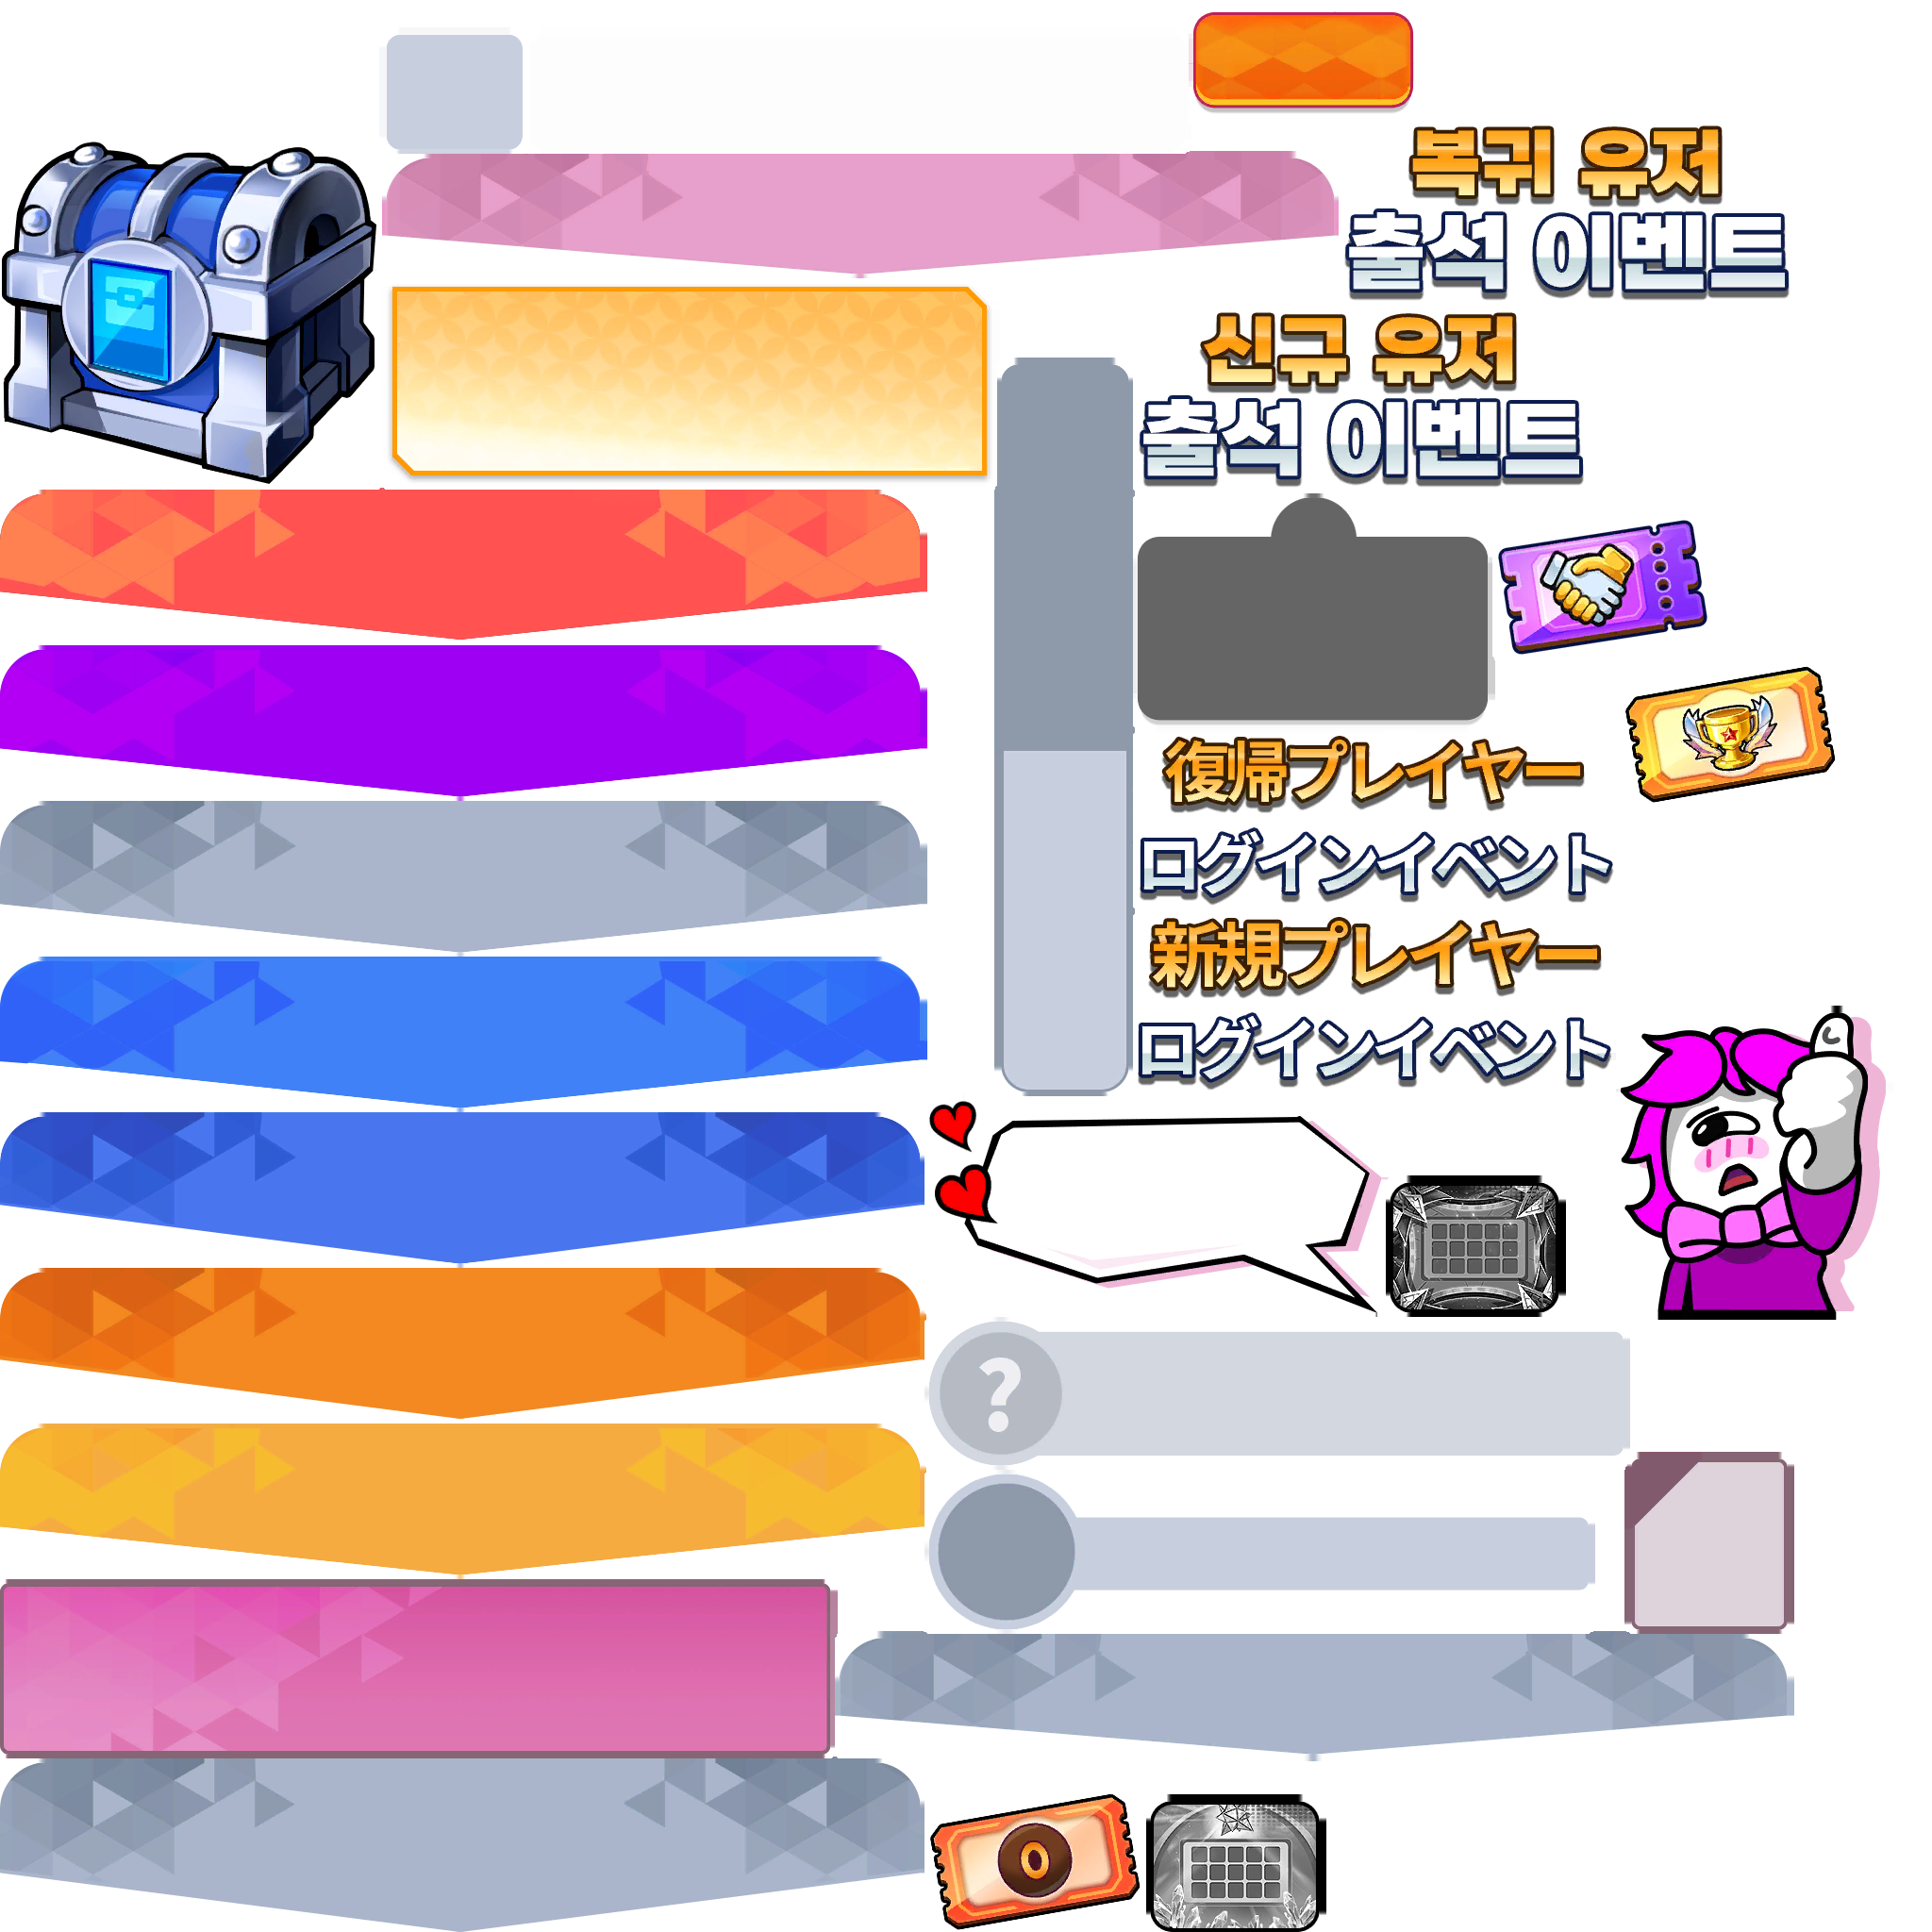 복귀 유저
출석 이벤트
신규 유저
출석 이벤트
復帰プレイヤー
ログインイベント
新規プレイヤー
ログインイベント
?